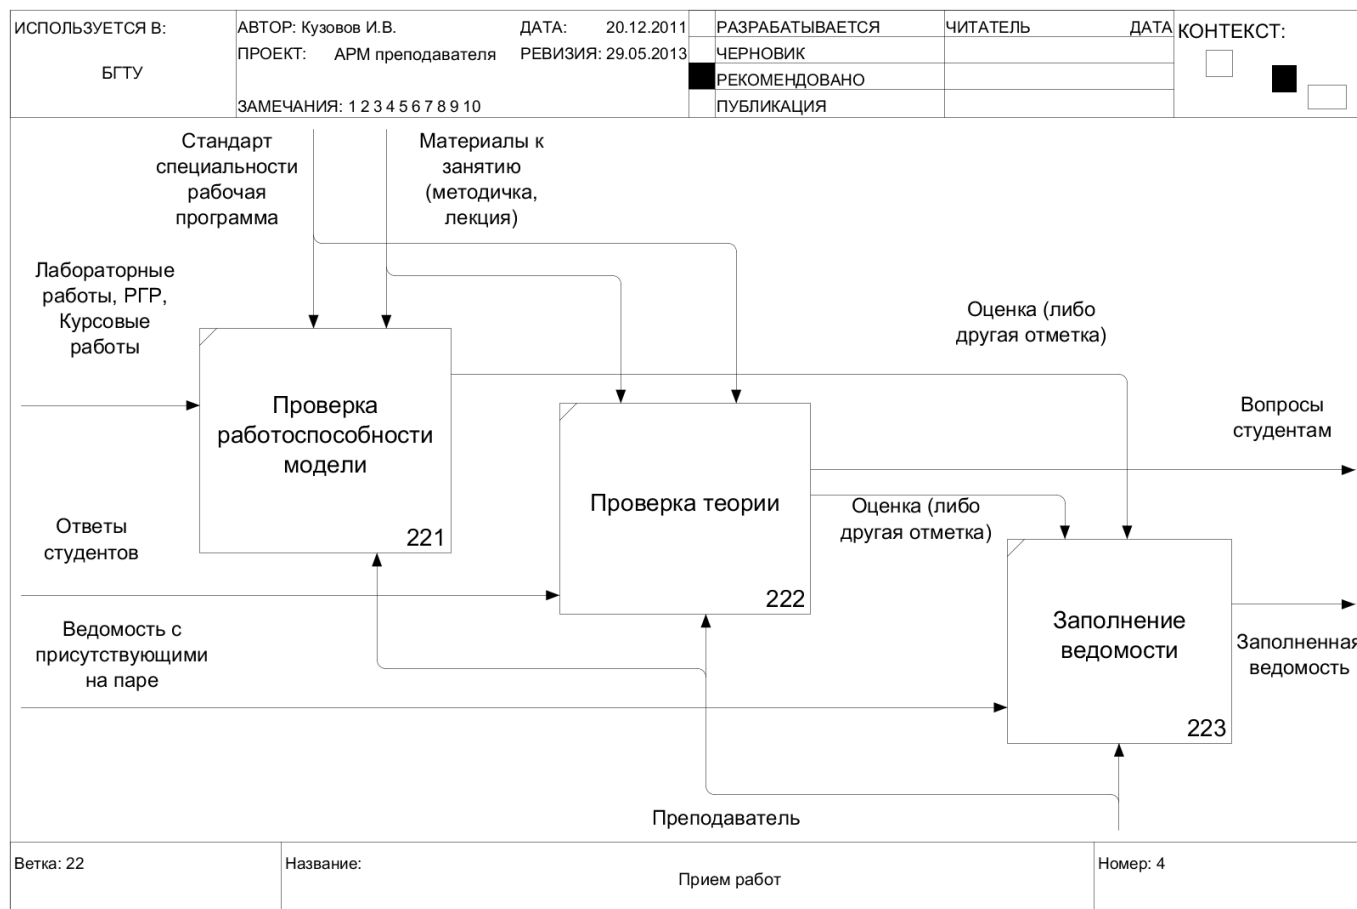 ИСПОЛЬЗУЕТСЯ В:
БГТУ
АВТОР: Кузовов И.В.
ДАТА: 20.12.2011
ПРОЕКТ: АРМ преподавателя
РЕВИЗИЯ: 29.05.2013
ЗАМЕЧАНИЯ: 1 2 3 4 5 6 7 8 9 10
РАЗРАБАТЫВАЕТСЯ
ЧЕРНОВИК
РЕКОМЕНДОВАНО
ПУБЛИКАЦИЯ
ЧИТАТЕЛЬ
ДАТА
КОНТЕКСТ:
Стандарт
специальности
рабочая
программа
Материалы к
занятию
(методичка,
лекция)
Лабораторные
работы, РГР,
Курсовые
работы
Оценка (либо
другая отметка)
Проверка
работоспособности
модели
221
Вопросы
студентам
Проверка теории
222
Оценка (либо
другая отметка)
Ответы
студентов
Заполнение
ведомости
223
Ведомость с
присутствующими
на паре
Заполненная
ведомость
Преподаватель
Ветка: 22
Название:
Прием работ
Номер: 4